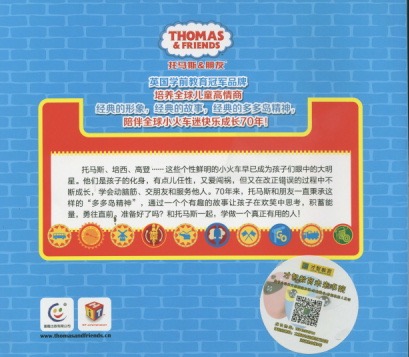 THOMAS
& FRIENDS
托马斯&朋友
英国学前教育冠军品牌
培养全球儿童高情商
经典的形象，经典的故事，经典的多多岛精神，
陪伴全球小火车迷快乐成长70年！
托马斯、培西、高登……这些个性鲜明的小火车早已成为孩子们眼中的大明
星。他们是孩子的化身，有点儿任性，又爱闯祸，但又在改正错误的过程中不
断成长，学会动脑筋、交朋友和服务他人。70年来，托马斯和朋友一直秉承这
样的“多多岛精神”，通过一个个有趣的故事让孩子在欢笑中思考，积蓄能
量，勇往直前。准备好了吗？和托马斯一起，学做一个真正有用的人！
www.thomasandfriends.cn